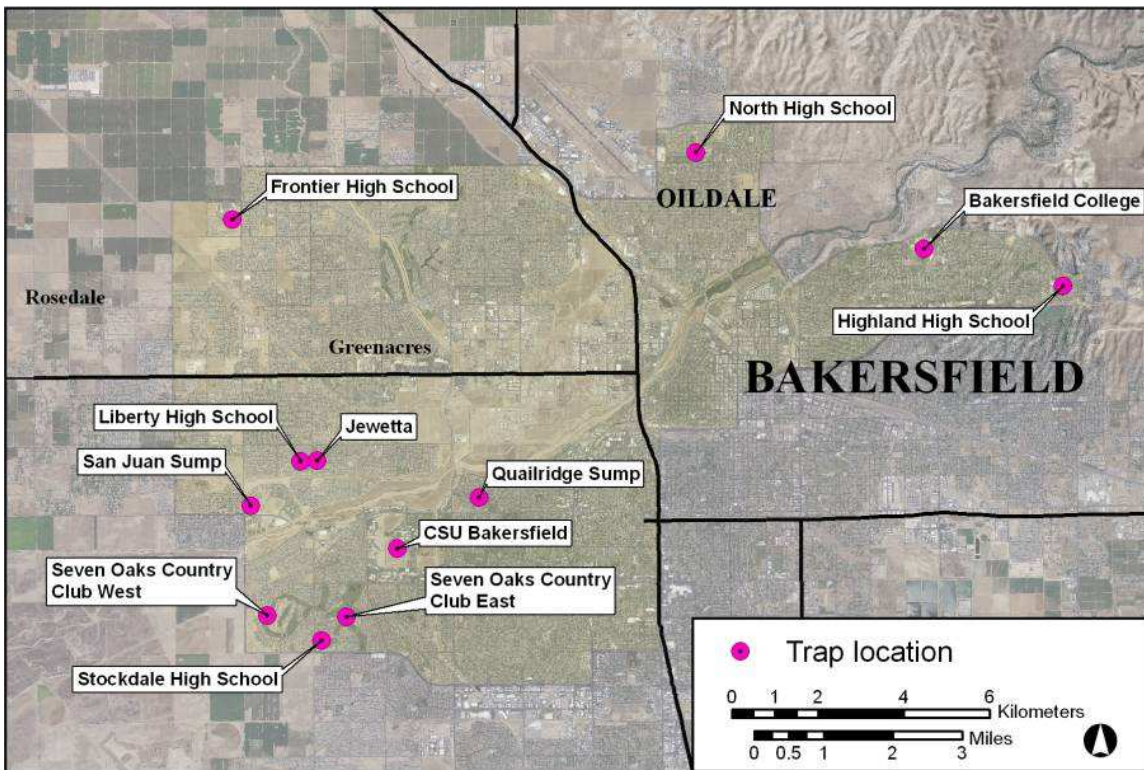 North High School
OILDALE
Frontier High School
Bakersfield College
Rosedale
Highland High School
Greenacres
BAKERSFIELD
Liberty High School
Jewetta
San Juan Sump
Quailridge Sump
CSU Bakersfield
Seven Oaks Country
Club West
Seven Oaks Country
Club East
Stockdale High School
Trap location
0 1 2 4 6
Kilometers
Miles
0 0.5 1 2 3